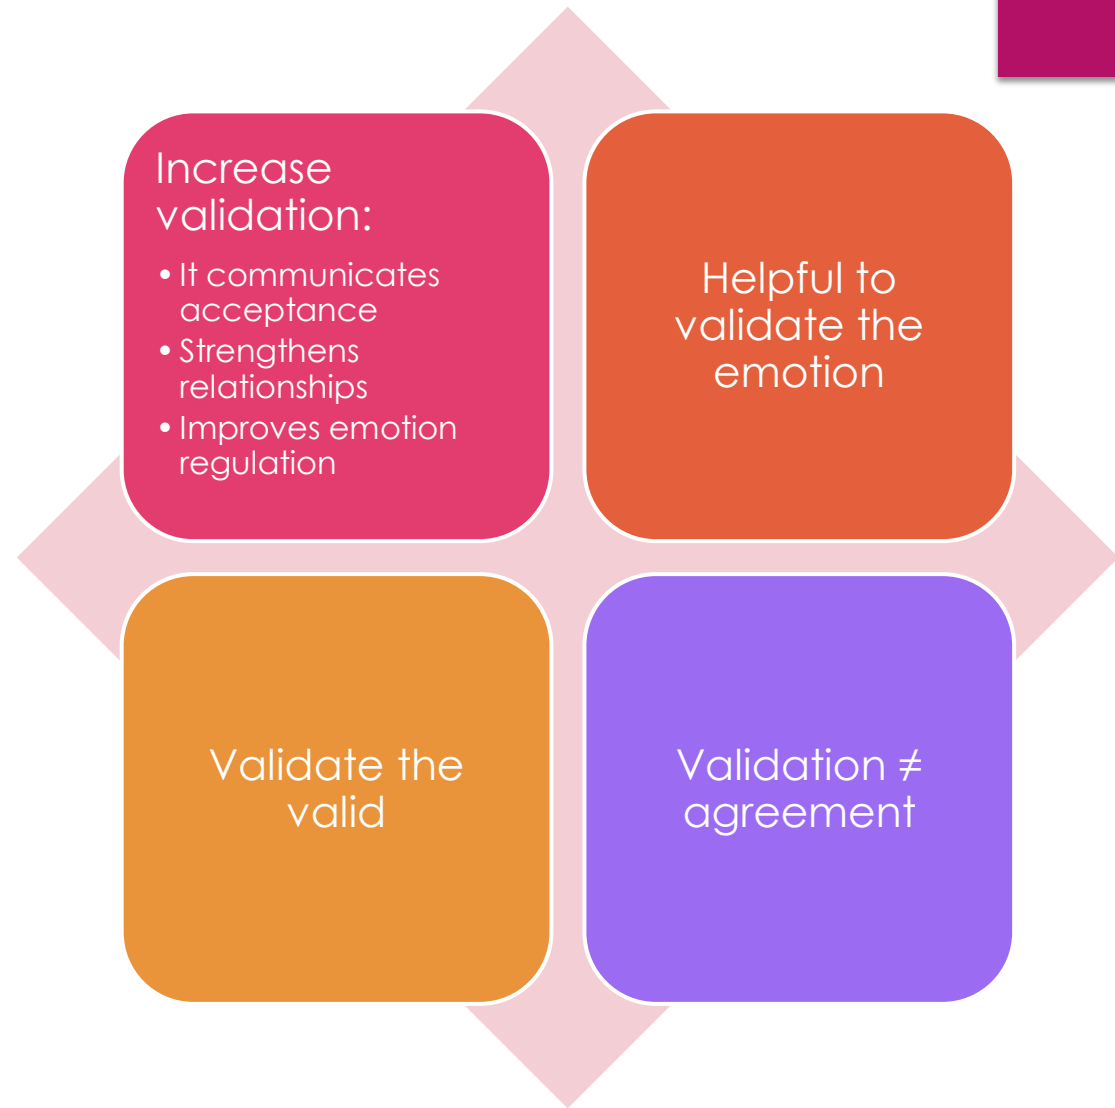 Increase
validation:
• It communicates
acceptance
• Strengthens
relationships
• Improves emotion
regulation
Helpful to
validate the
emotion
Validate the
valid
Validation ≠
agreement